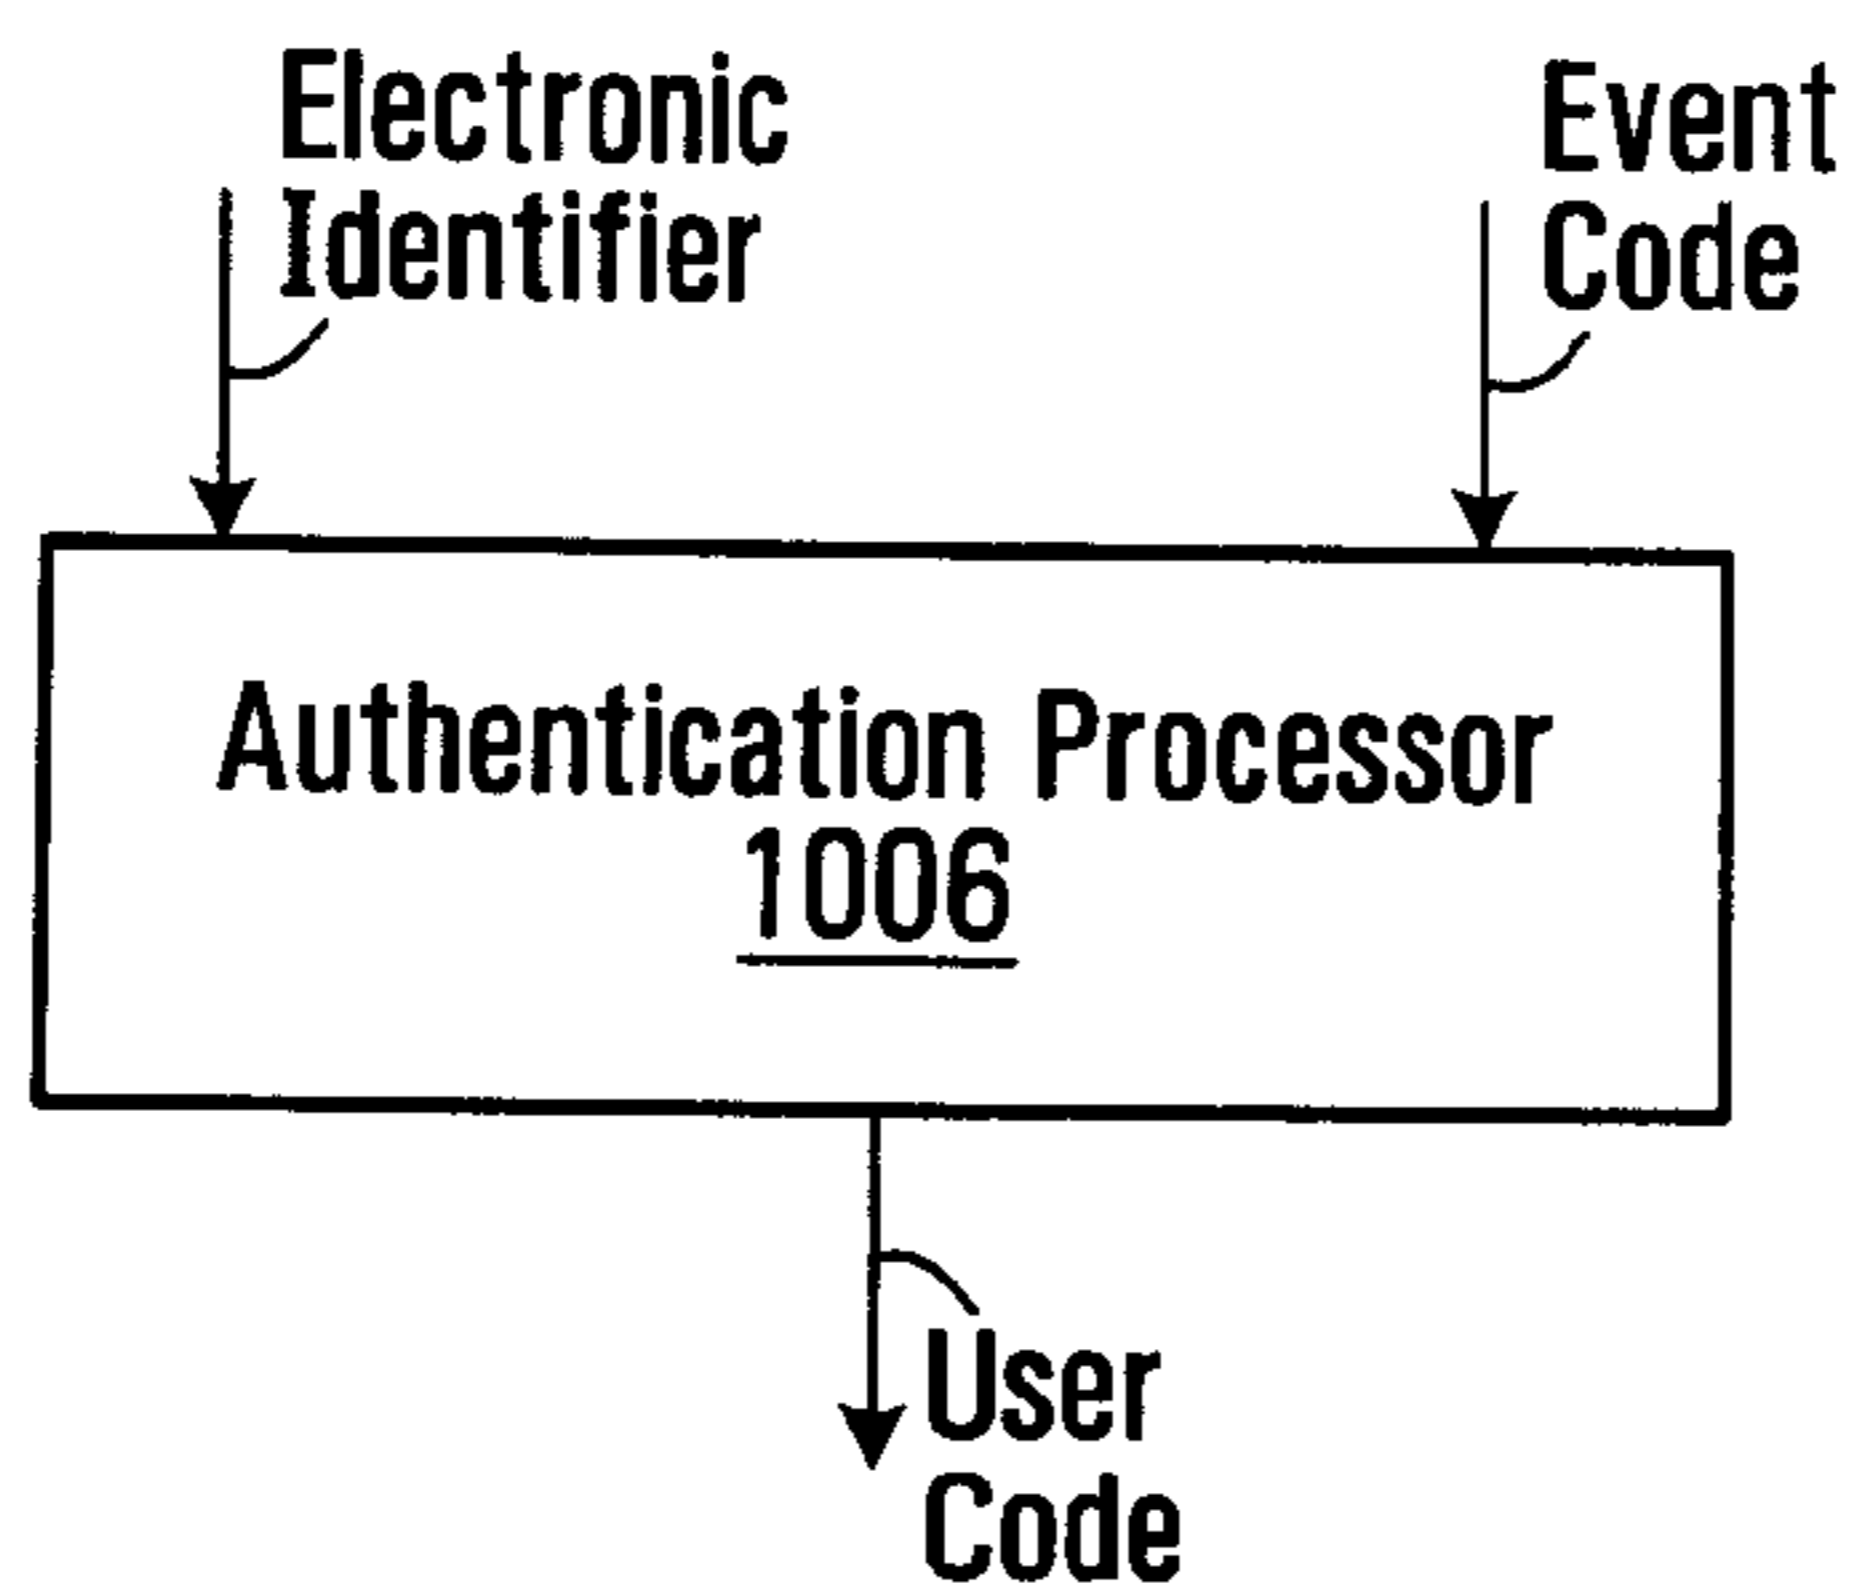 Electronic
Identifier
Event
Code
Authentication Processor
1006
User
Code